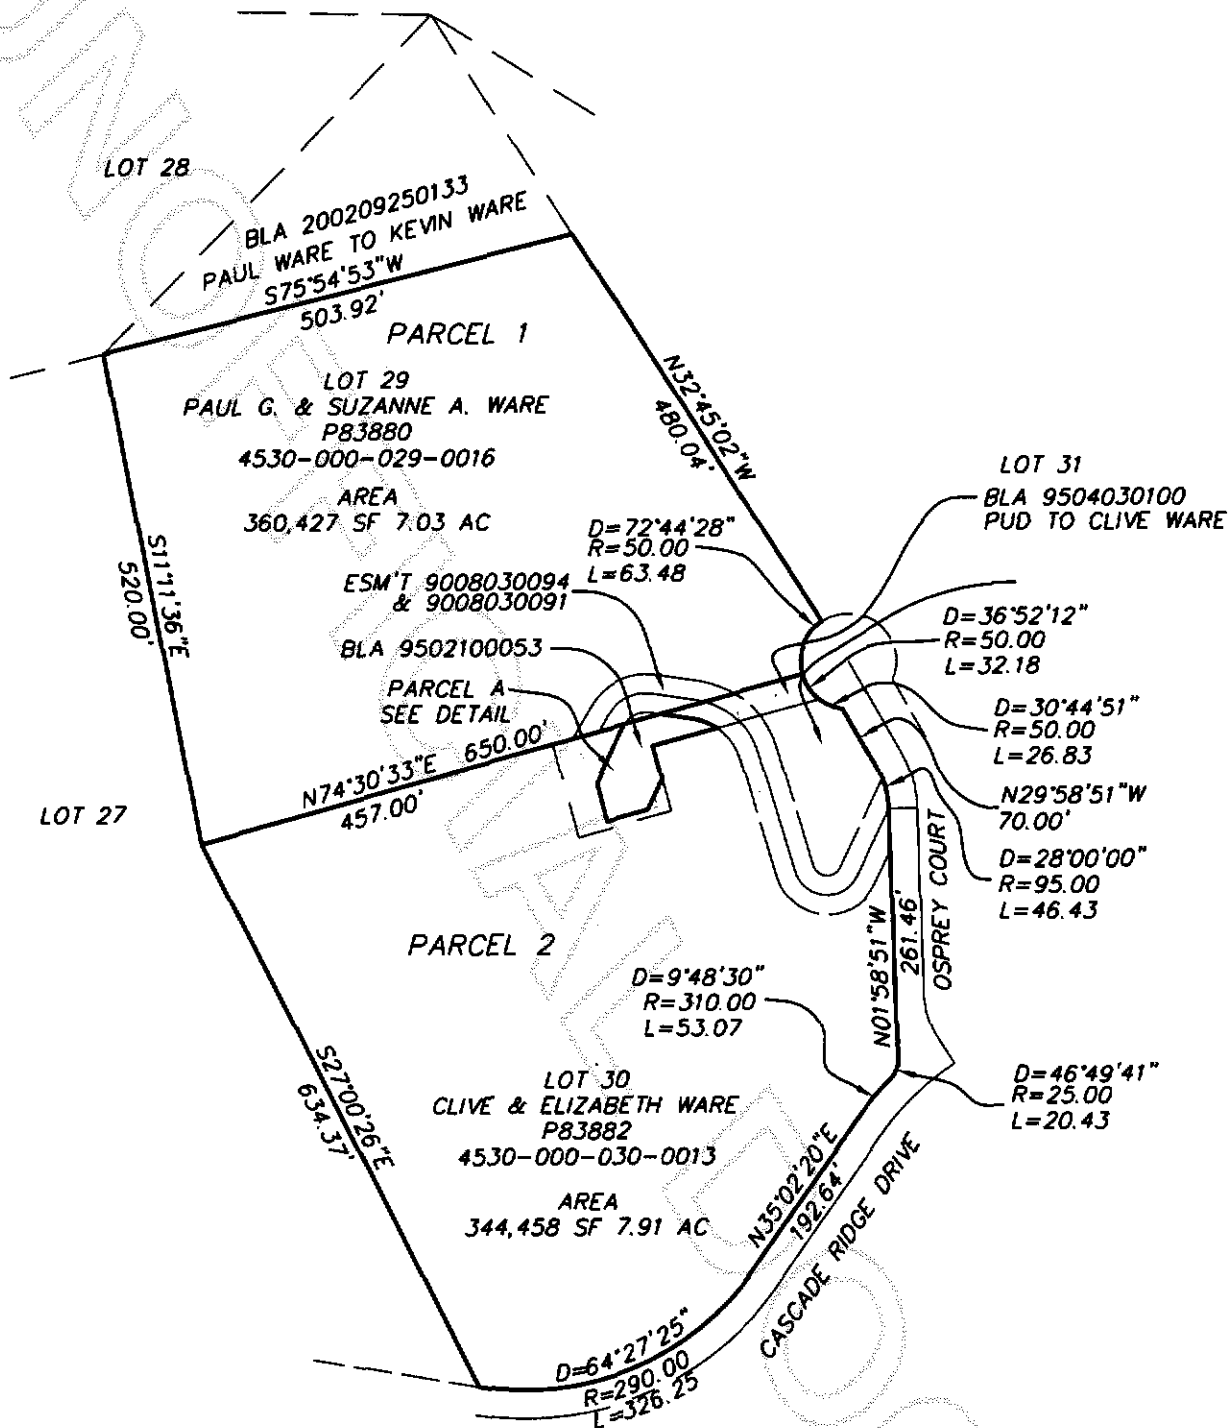 LOT 28
BLA 200209250133
PAUL WARE TO KEVIN WARE
S75°54'53"W
503.92'
PARCEL 1
LOT 29
PAUL G. & SUZANNE A. WARE
P83880
4530-000-029-0016
AREA
360,427 SF 7.03 AC
N32°45'02"W
480.04'
LOT 31
BLA 9504030100
PUD TO CLIVE WARE
D=72°44'28"
R=50.00
L=63.48
S11°11'36"E
520.00'
ESM'T 9008030094
& 9008030091
BLA 9502100053
PARCEL A
SEE DETAIL
D=36°52'12"
R=50.00
L=32.18
D=30°44'51"
R=50.00
L=26.83
N29°58'51"W
70.00'
D=28°00'00"
R=95.00
L=46.43
N74°30'33"E 650.00'
457.00'
LOT 27
PARCEL 2
N01°58'51"W
261.46'
OSPREY COURT
D=9°48'30"
R=310.00
L=53.07
D=46°49'41"
R=25.00
L=20.43
S27°00'26"E
634.37'
LOT 30
CLIVE & ELIZABETH WARE
P83882
4530-000-030-0013
AREA
344,458 SF 7.91 AC
N35°02'20"E
192.64'
CASCADE RIDGE DRIVE
D=64°27'25"
R=290.00
L=326.25